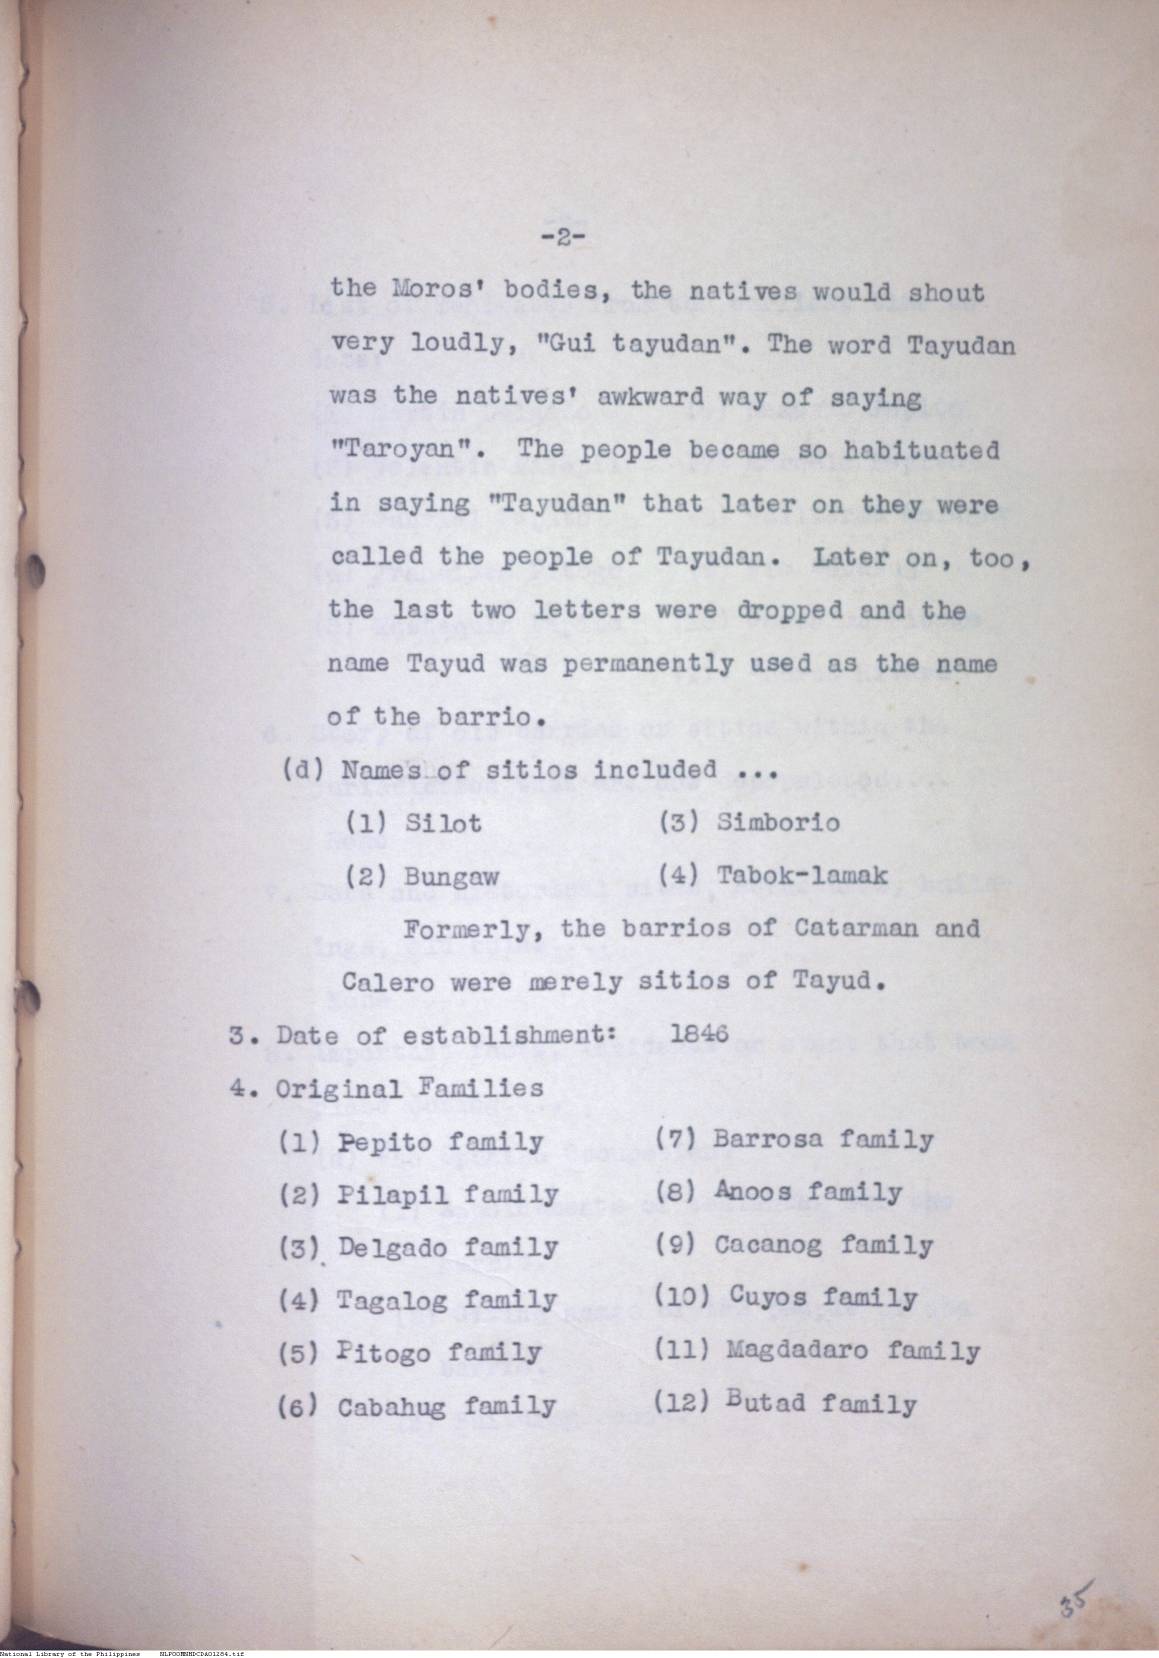 -2-
the Moros' bodies, the natives would shout
very loudly, "Gui tayudan". The word Tayudan
was the natives' awkward way of saying
"Taroyan". The people became so habituated
in saying "Tayudan" that later on they were
called the people of Tayudan. Later on, too,
the last two letters were dropped and the
name Tayud was permanently used as the name
of the barrio.
(d) Names of sitios included ...
(1) Silot (3) Simborio
(2) Bungaw (4) Tabok-lamak
Formerly, the barrios of Catarman and
Calero were merely sitios of Tayud.
3. Date of establishment: 1846
4. Original Families
(1) Pepito family (7) Barrosa family
(2) Pilapil family (8) Anoos family
(3) Delgado family (9) Cacanog family
(4) Tagalog family (10) Cuyos family
(5) Pitogo family (11) Magdadaro family
(6) Cabahug family (12) Butad family
35
National Library of the Philippines NLPOORNHDCDA01284.tif